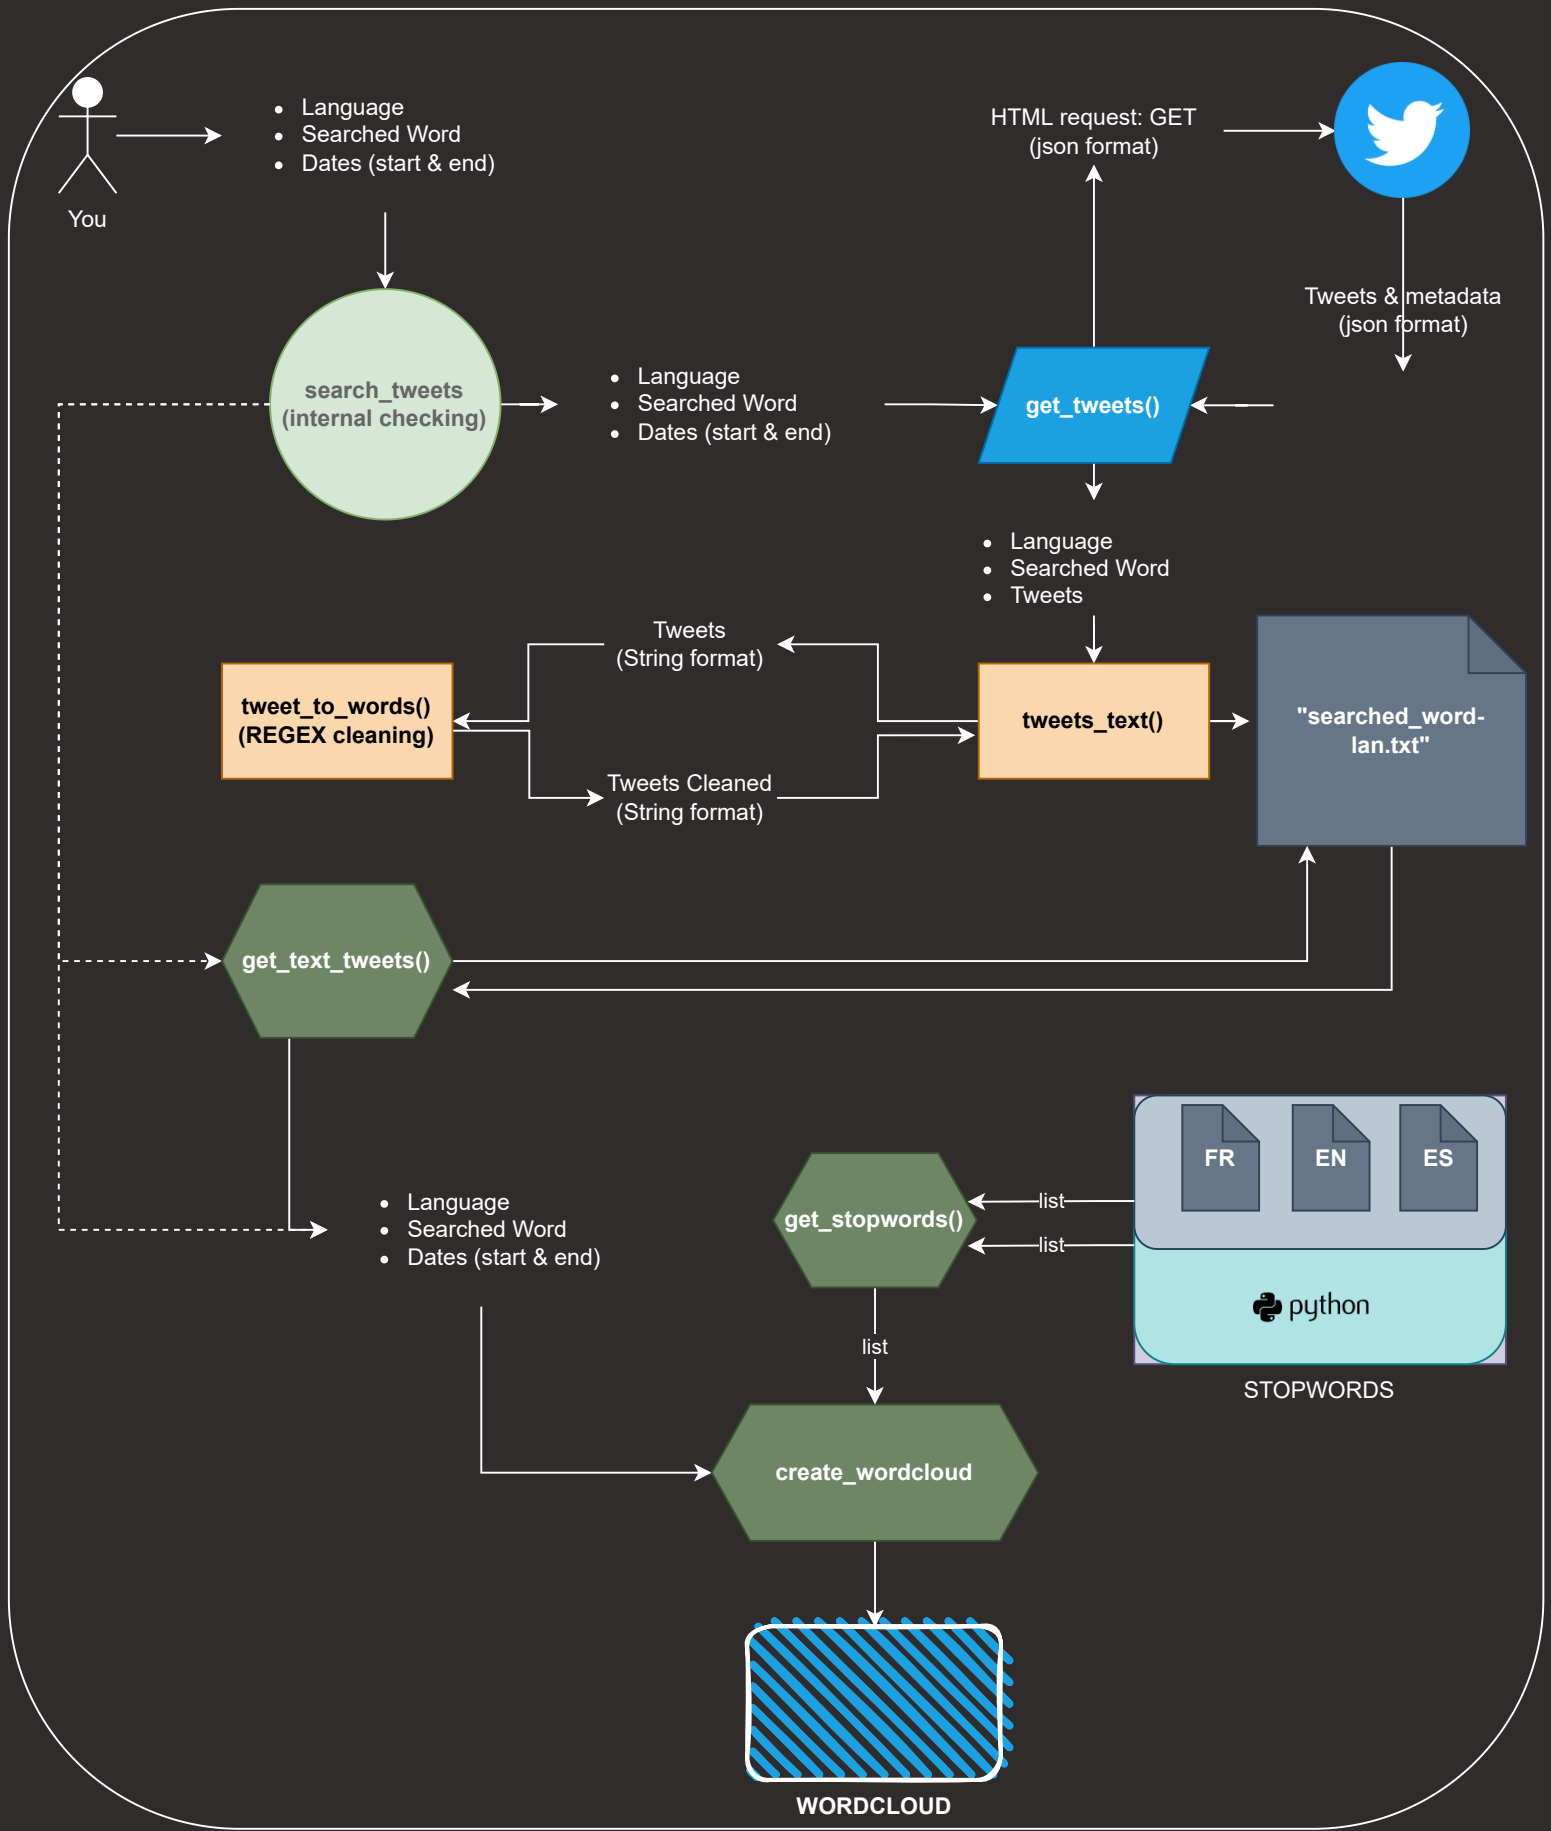 You
Language
Searched Word
Dates (start & end)
HTML request: GET
(json format)
Tweets & metadata
(json format)
search_tweets
(internal checking)
Language
Searched Word
Dates (start & end)
get_tweets()
Language
Searched Word
Tweets
Tweets
(String format)
tweet_to_words()
(REGEX cleaning)
tweets_text()
"searched_word-
lan.txt"
Tweets Cleaned
(String format)
get_text_tweets()
FR
EN
ES
Language
Searched Word
Dates (start & end)
get_stopwords()
list
list
python
list
STOPWORDS
create_wordcloud
WORDCLOUD